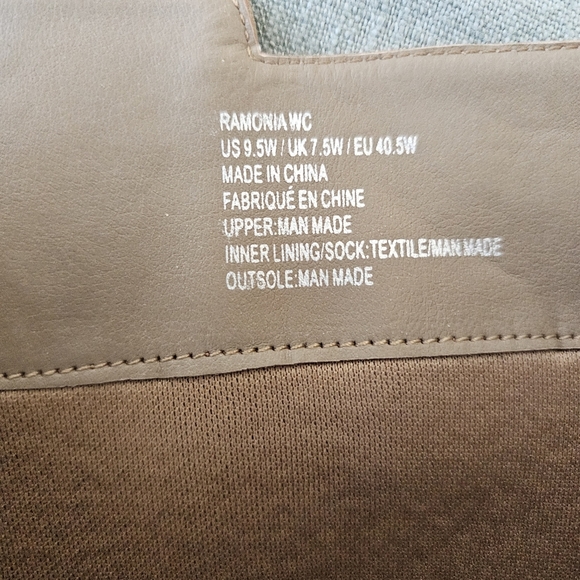 RAMONIA WC
US 9.5W / UK 7.5W / EU 40.5W
MADE IN CHINA
FABRIQUÉ EN CHINE
UPPER:MAN MADE
INNER LINING/SOCK:TEXTILE/MAN MADE
OUTSOLE:MAN MADE